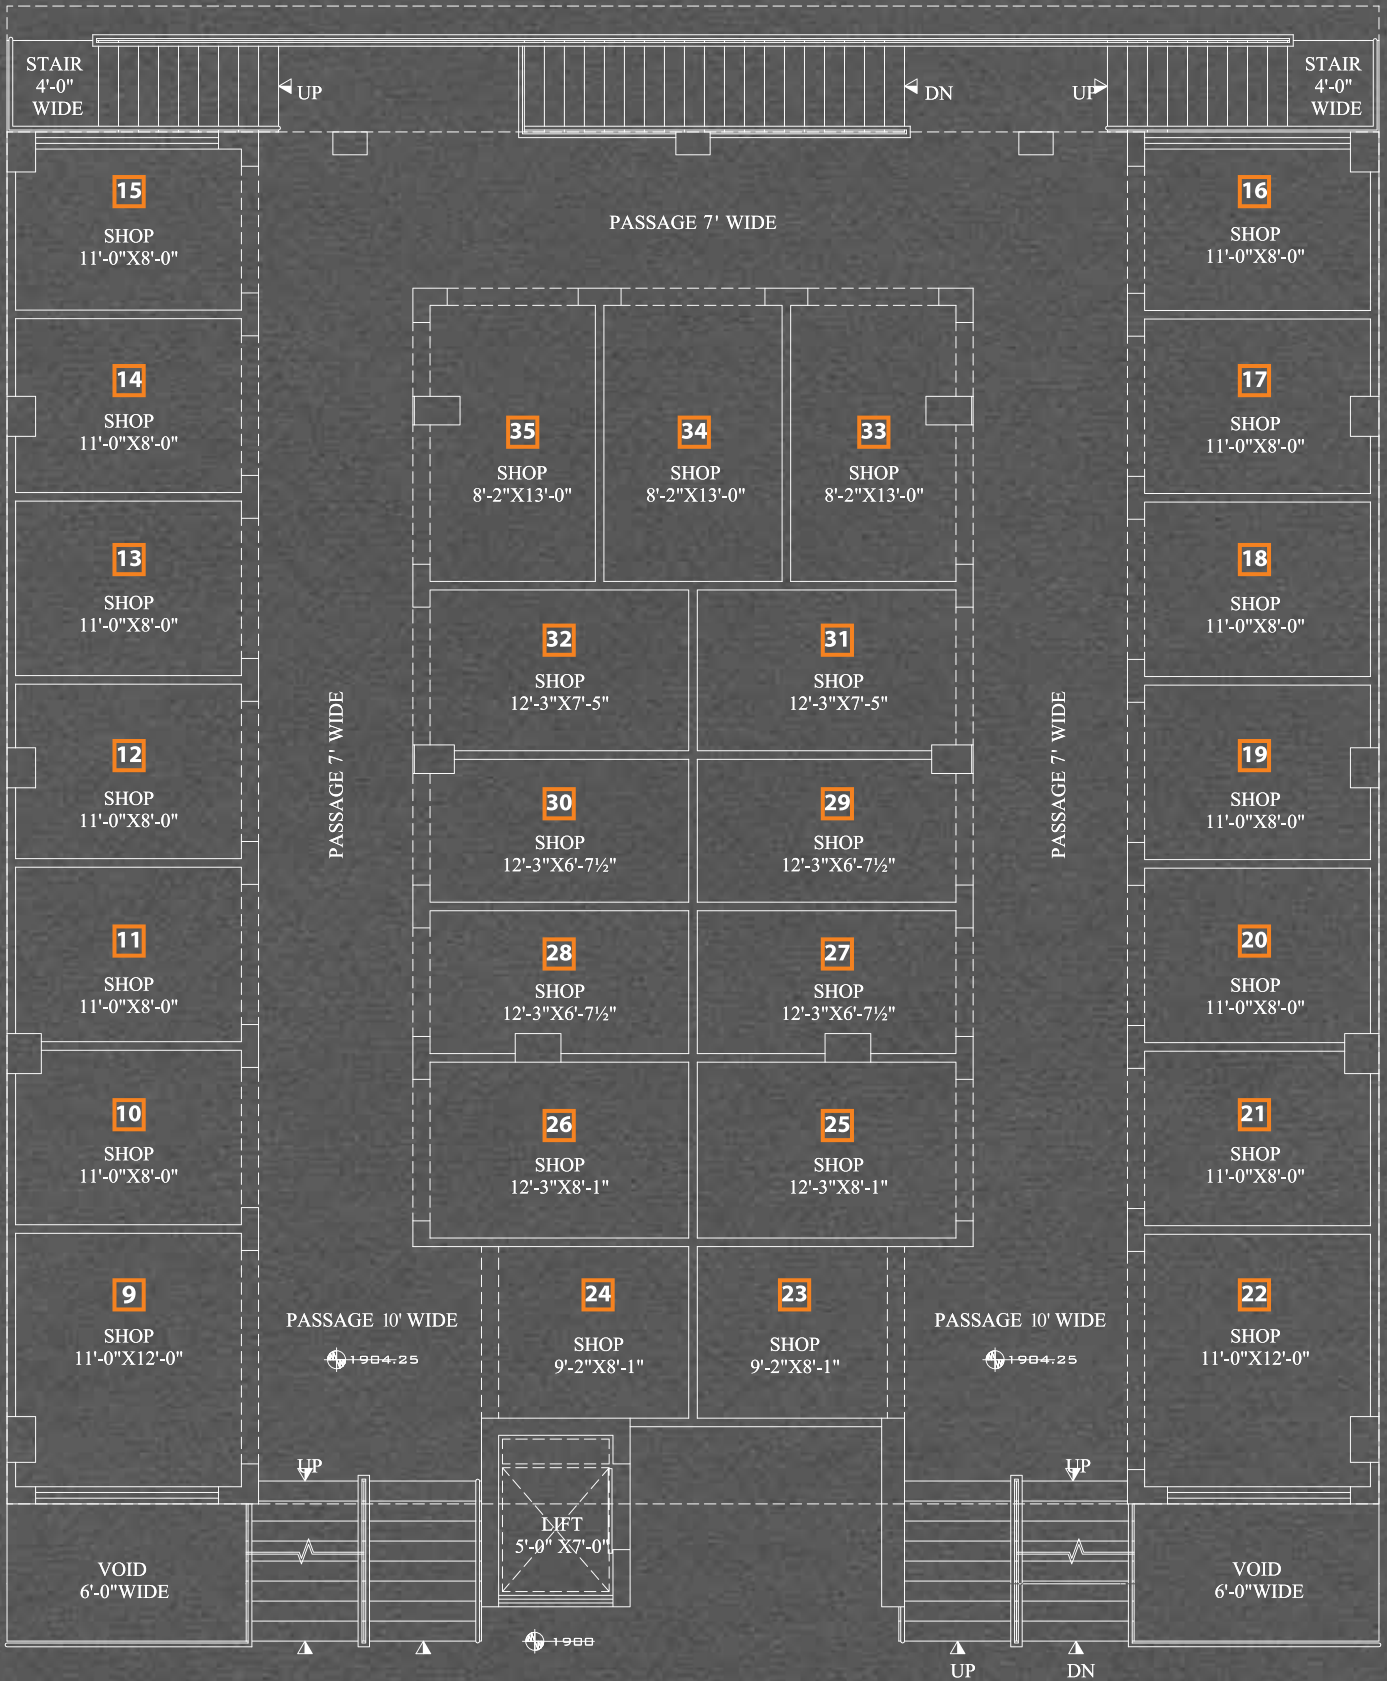 STAIR
4'-0"
WIDE
UP
DN
UP
STAIR
4'-0"
WIDE
15
SHOP
11'-0"X8'-0"
PASSAGE 7' WIDE
16
SHOP
11'-0"X8'-0"
14
SHOP
11'-0"X8'-0"
35
SHOP
8'-2"X13'-0"
34
SHOP
8'-2"X13'-0"
33
SHOP
8'-2"X13'-0"
17
SHOP
11'-0"X8'-0"
13
SHOP
11'-0"X8'-0"
32
SHOP
12'-3"X7'-5"
31
SHOP
12'-3"X7'-5"
18
SHOP
11'-0"X8'-0"
PASSAGE 7' WIDE
PASSAGE 7' WIDE
12
SHOP
11'-0"X8'-0"
30
SHOP
12'-3"X6'-7½"
29
SHOP
12'-3"X6'-7½"
19
SHOP
11'-0"X8'-0"
11
SHOP
11'-0"X8'-0"
28
SHOP
12'-3"X6'-7½"
27
SHOP
12'-3"X6'-7½"
20
SHOP
11'-0"X8'-0"
10
SHOP
11'-0"X8'-0"
26
SHOP
12'-3"X8'-1"
25
SHOP
12'-3"X8'-1"
21
SHOP
11'-0"X8'-0"
9
SHOP
11'-0"X12'-0"
PASSAGE 10' WIDE
1904.25
24
SHOP
9'-2"X8'-1"
23
SHOP
9'-2"X8'-1"
PASSAGE 10' WIDE
1904.25
22
SHOP
11'-0"X12'-0"
UP
UP
LIFT
5'-0" X7'-0"
VOID
6'-0"WIDE
VOID
6'-0"WIDE
1900
UP
DN